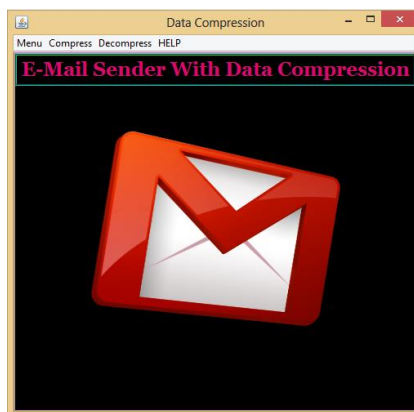 Data Compression
Menu Compress Decompress HELP
E-Mail Sender With Data Compression